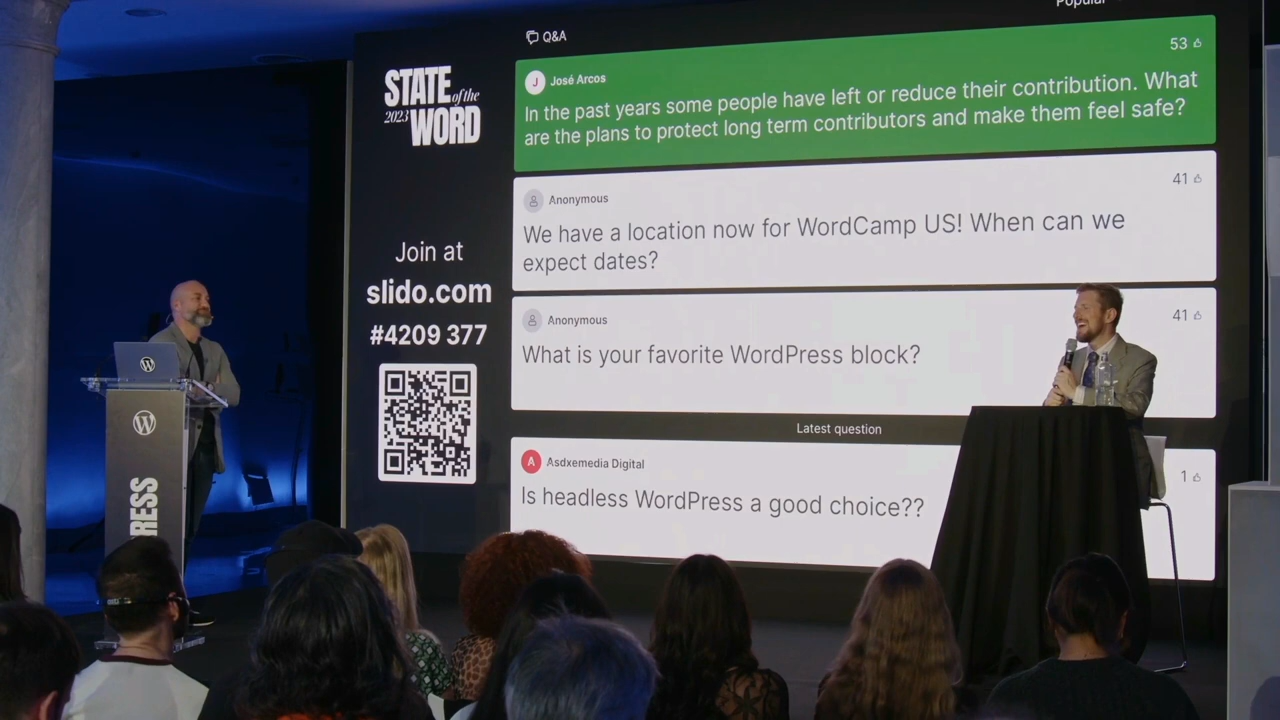 Popular
Q&A
STATE of the
2023 WORD
Join at
slido.com
#4209 377
J
José Arcos
53
In the past years some people have left or reduce their contribution. What
are the plans to protect long term contributors and make them feel safe?
Anonymous
41
We have a location now for WordCamp US! When can we
expect dates?
Anonymous
41
What is your favorite WordPress block?
Latest question
A
Asdxemedia Digital
1
Is headless WordPress a good choice??
W
W
RESS